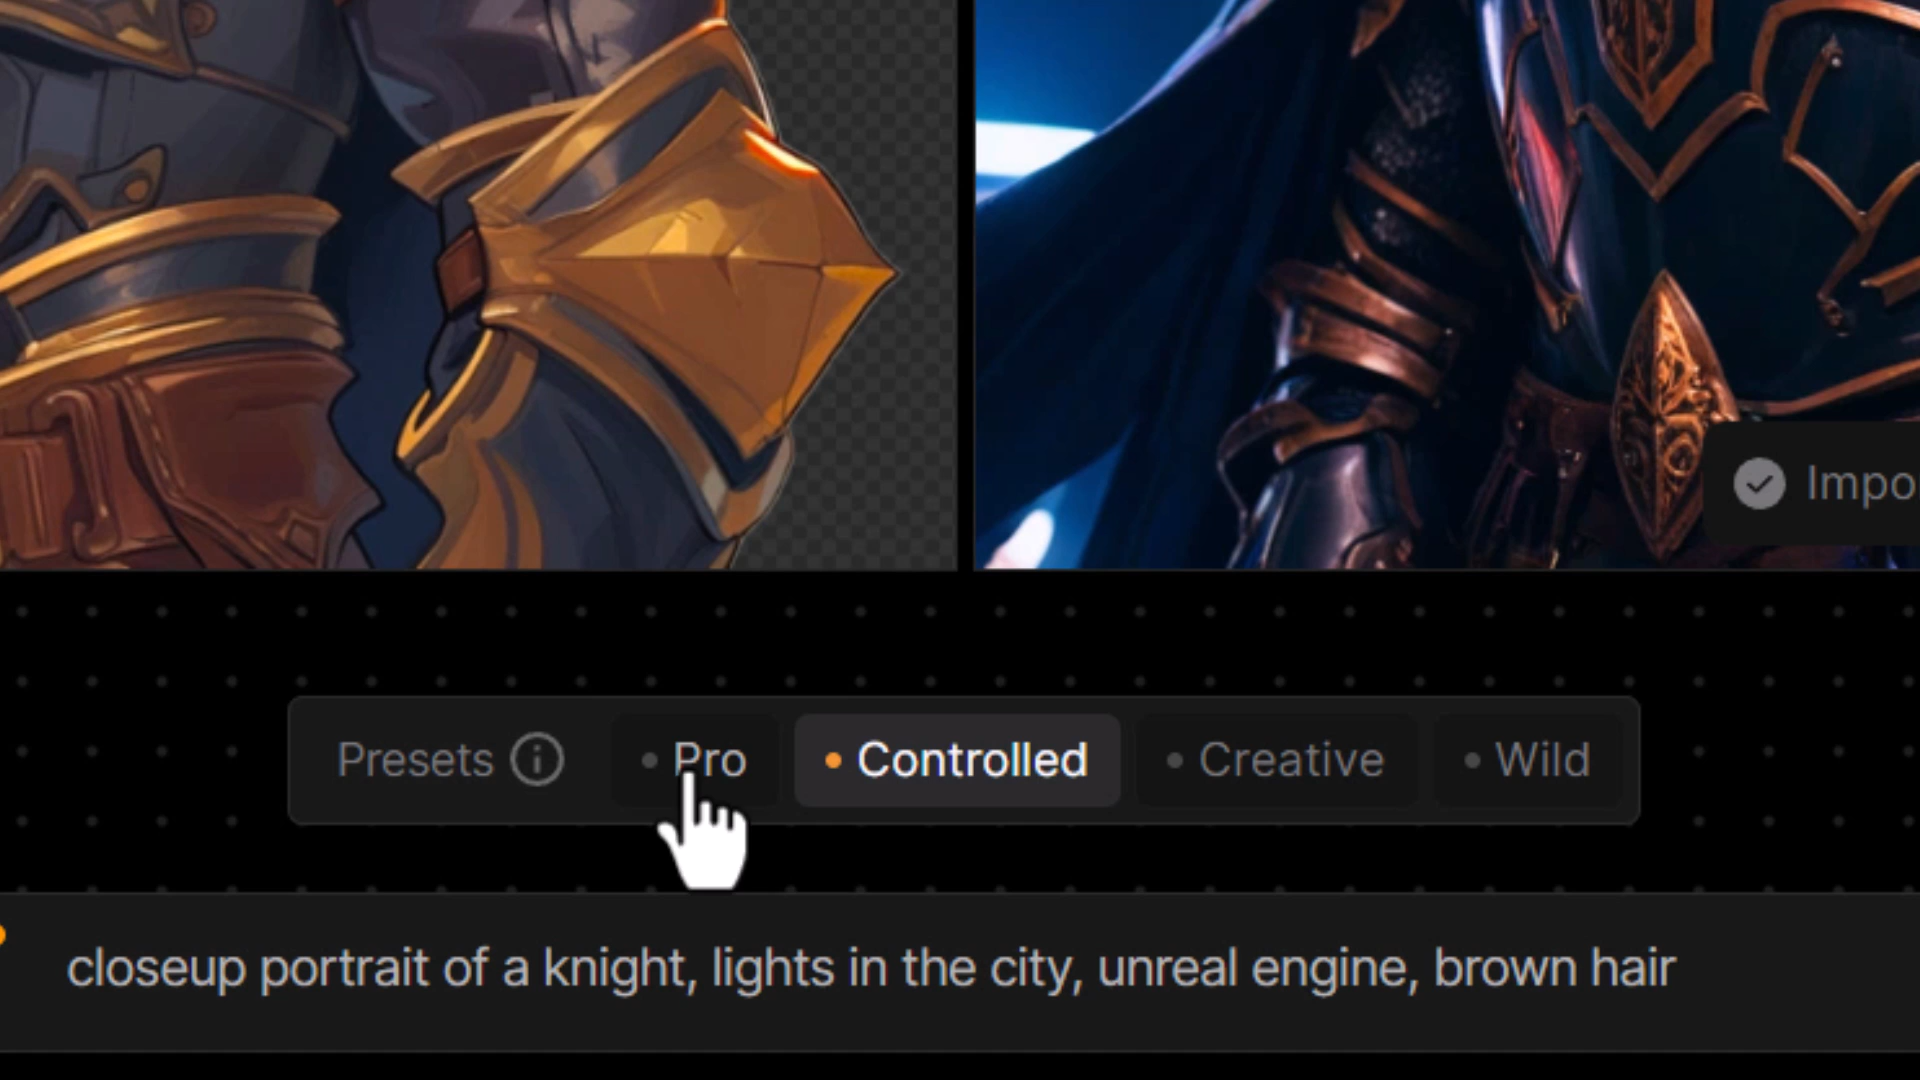 Impo
Presets Pro Controlled Creative Wild
closeup portrait of a knight, lights in the city, unreal engine, brown hair